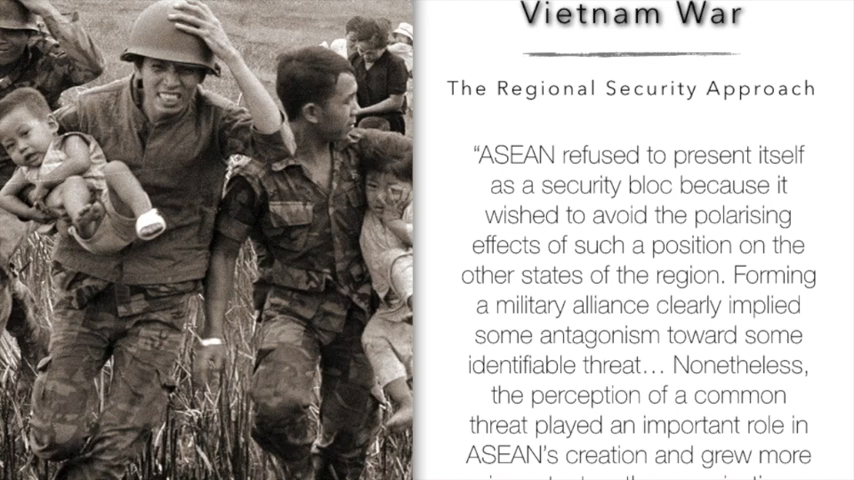 Vietnam War
The Regional Security Approach
“ASEAN refused to present itself
as a security bloc because it
wished to avoid the polarising
effects of such a position on the
other states of the region. Forming
a military alliance clearly implied
some antagonism toward some
identifiable threat… Nonetheless,
the perception of a common
threat played an important role in
ASEAN’s creation and grew more